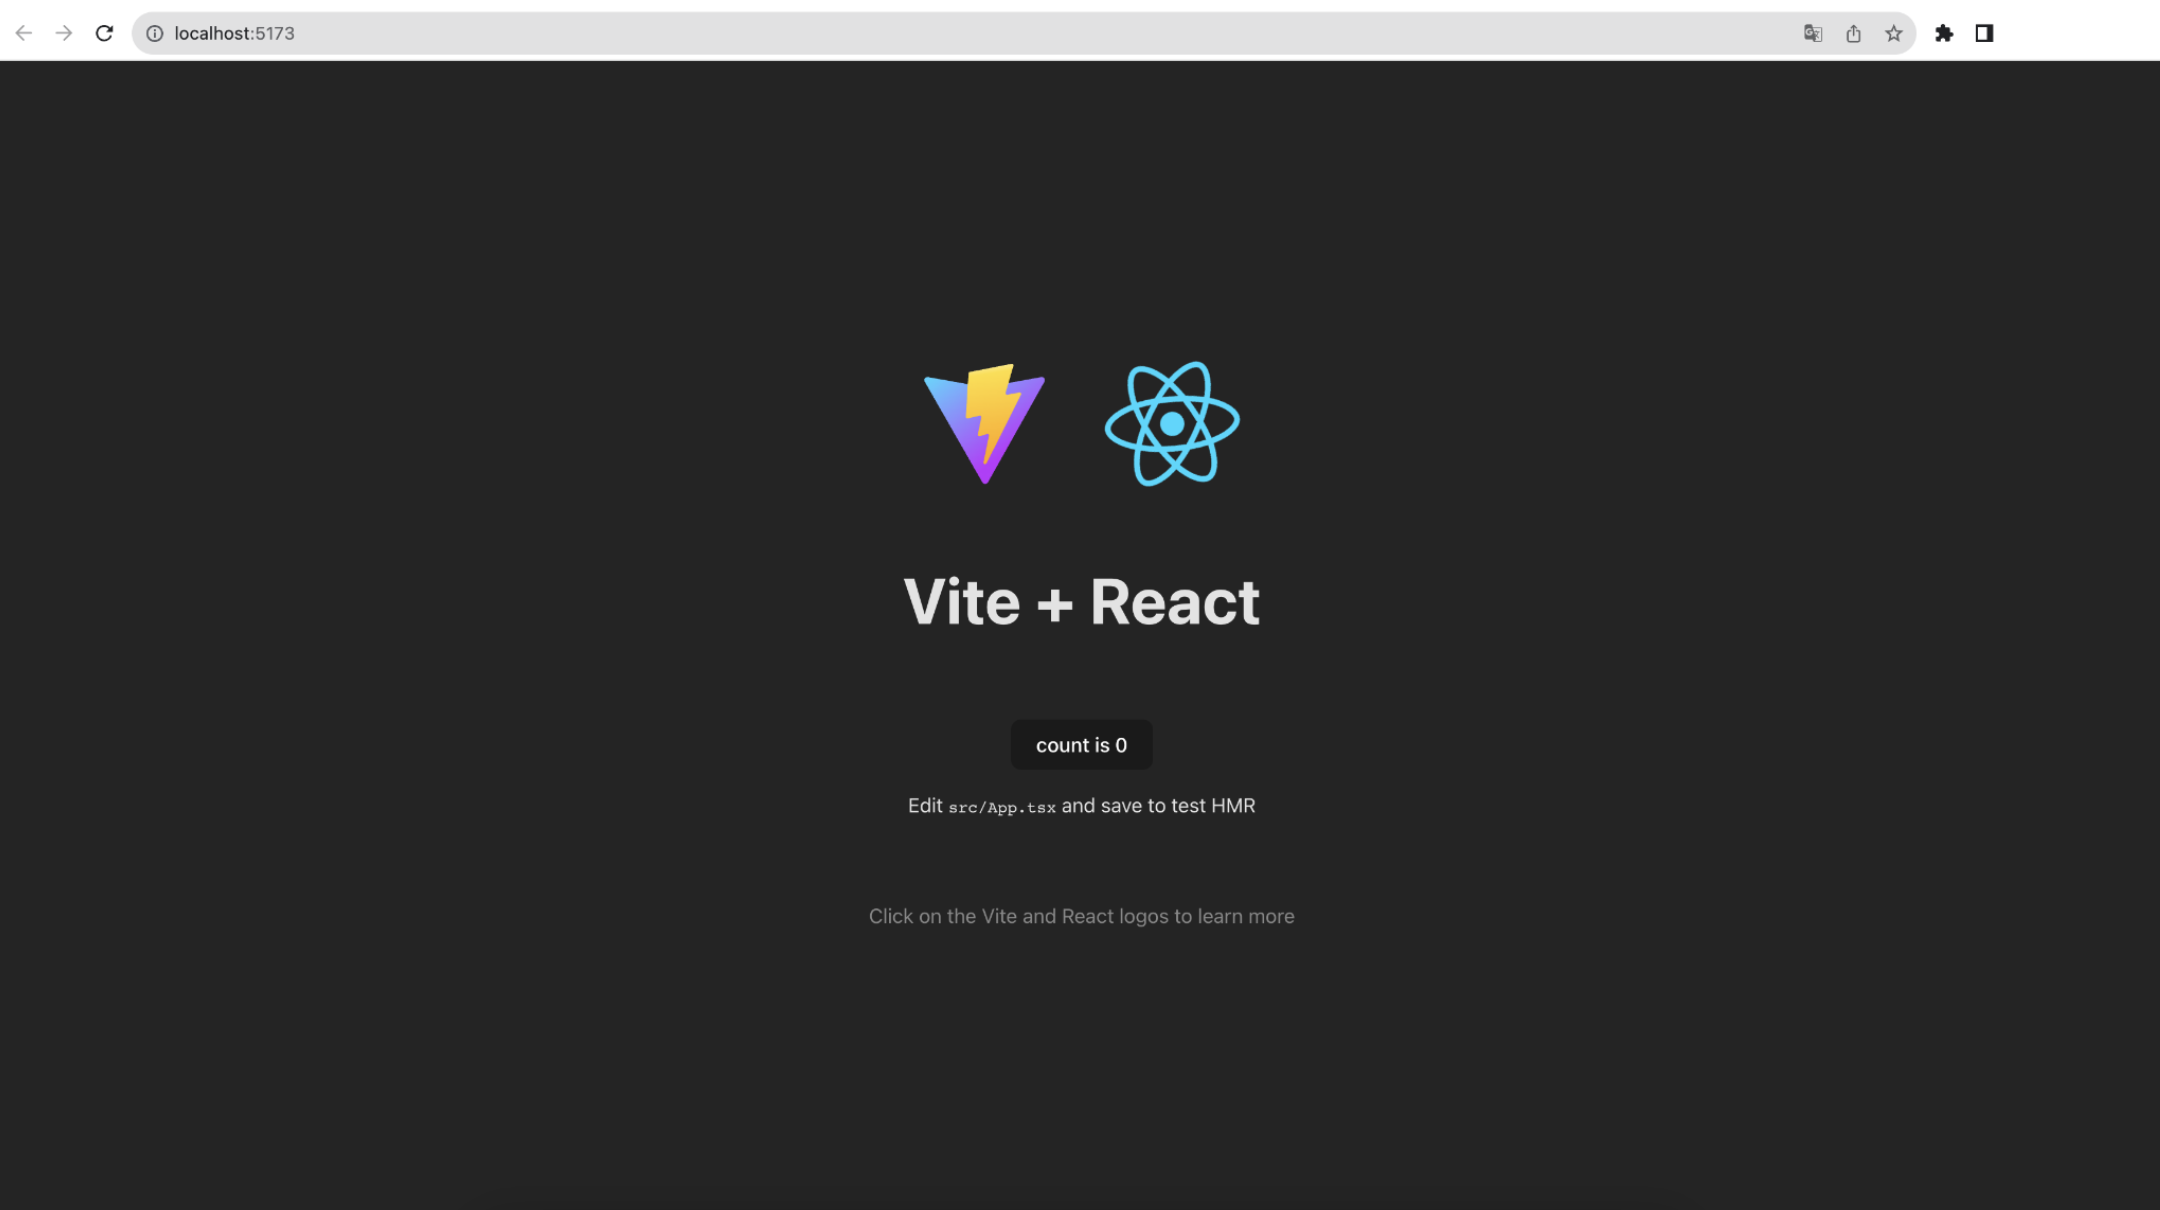 localhost:5173
Vite + React
count is 0
Edit src/App.tsx and save to test HMR
Click on the Vite and React logos to learn more